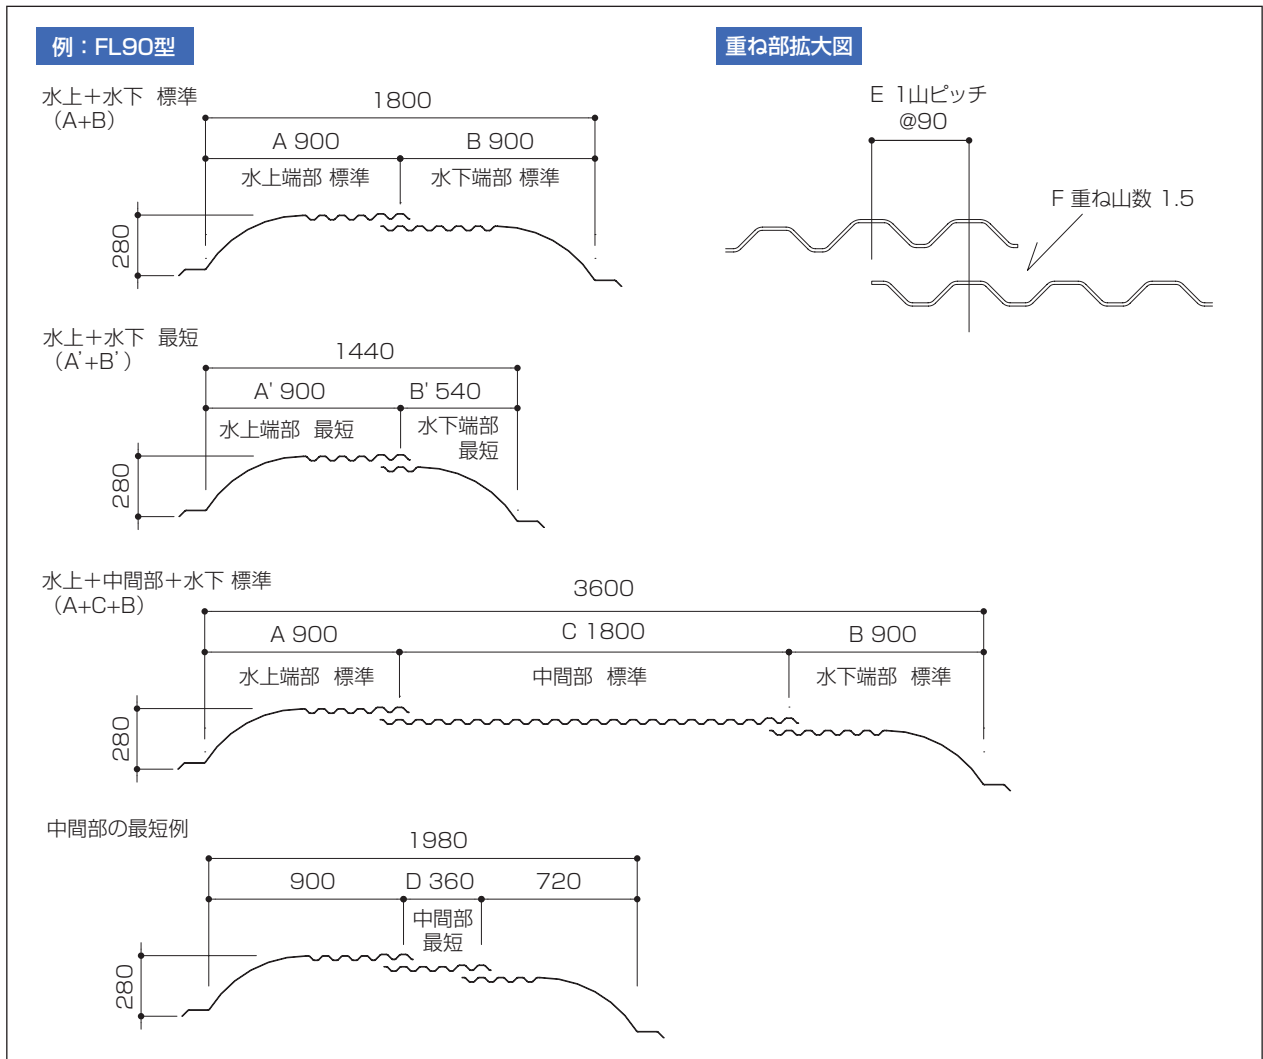 例：FL90型
水上＋水下 標準
（A+B）
1800
A 900
B 900
水上端部 標準
水下端部 標準
280
重ね部拡大図
E 1山ピッチ
@90
F 重ね山数 1.5
水上＋水下 最短
（A'+B'）
1440
A' 900
B' 540
水上端部 最短
水下端部
最短
280
水上＋中間部＋水下 標準
（A+C+B）
3600
A 900
C 1800
B 900
水上端部 標準
中間部 標準
水下端部 標準
280
中間部の最短例
1980
900
D 360
720
中間部
最短
280